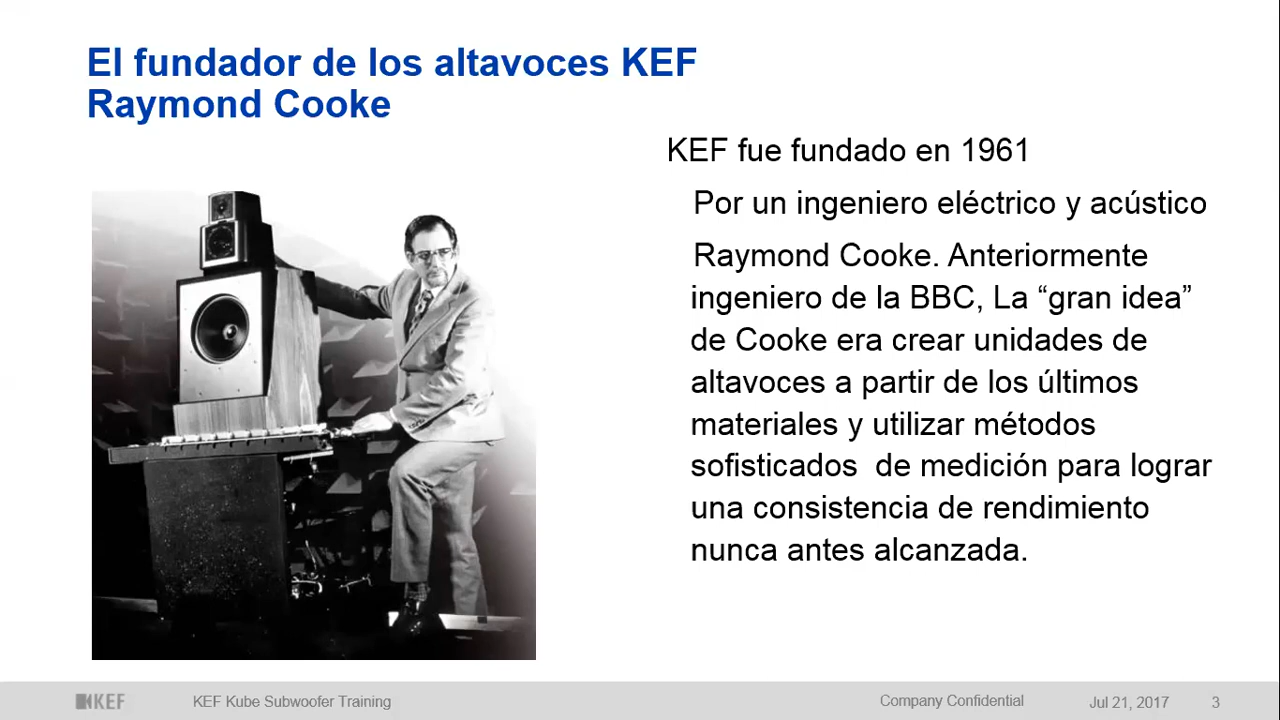 El fundador de los altavoces KEF
Raymond Cooke
KEF fue fundado en 1961
Por un ingeniero eléctrico y acústico
Raymond Cooke. Anteriormente
ingeniero de la BBC, La “gran idea”
de Cooke era crear unidades de
altavoces a partir de los últimos
materiales y utilizar métodos
sofisticados  de medición para lograr
una consistencia de rendimiento
nunca antes alcanzada.
KEF
KEF Kube Subwoofer Training
Company Confidential
Jul 21, 2017
3